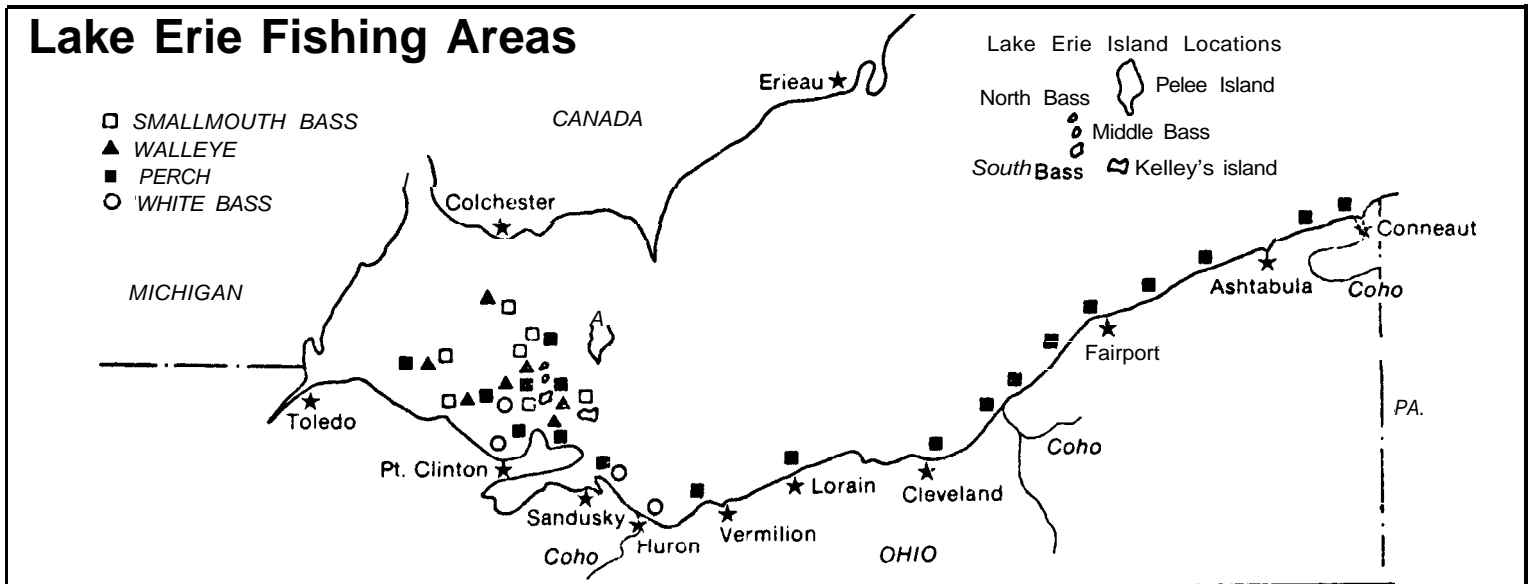 Lake Erie Fishing Areas
SMALLMOUTH BASS
WALLEYE
PERCH
WHITE BASS
CANADA
Erieau
Lake Erie Island Locations
Pelee Island
North Bass
Middle Bass
South Bass
Kelley's island
Colchester
MICHIGAN
A
Conneaut
Ashtabula
Coho
Fairport
Toledo
PA.
Pt. Clinton
Coho
Lorain
Cleveland
Sandusky
Vermilion
Huron
Coho
OHIO